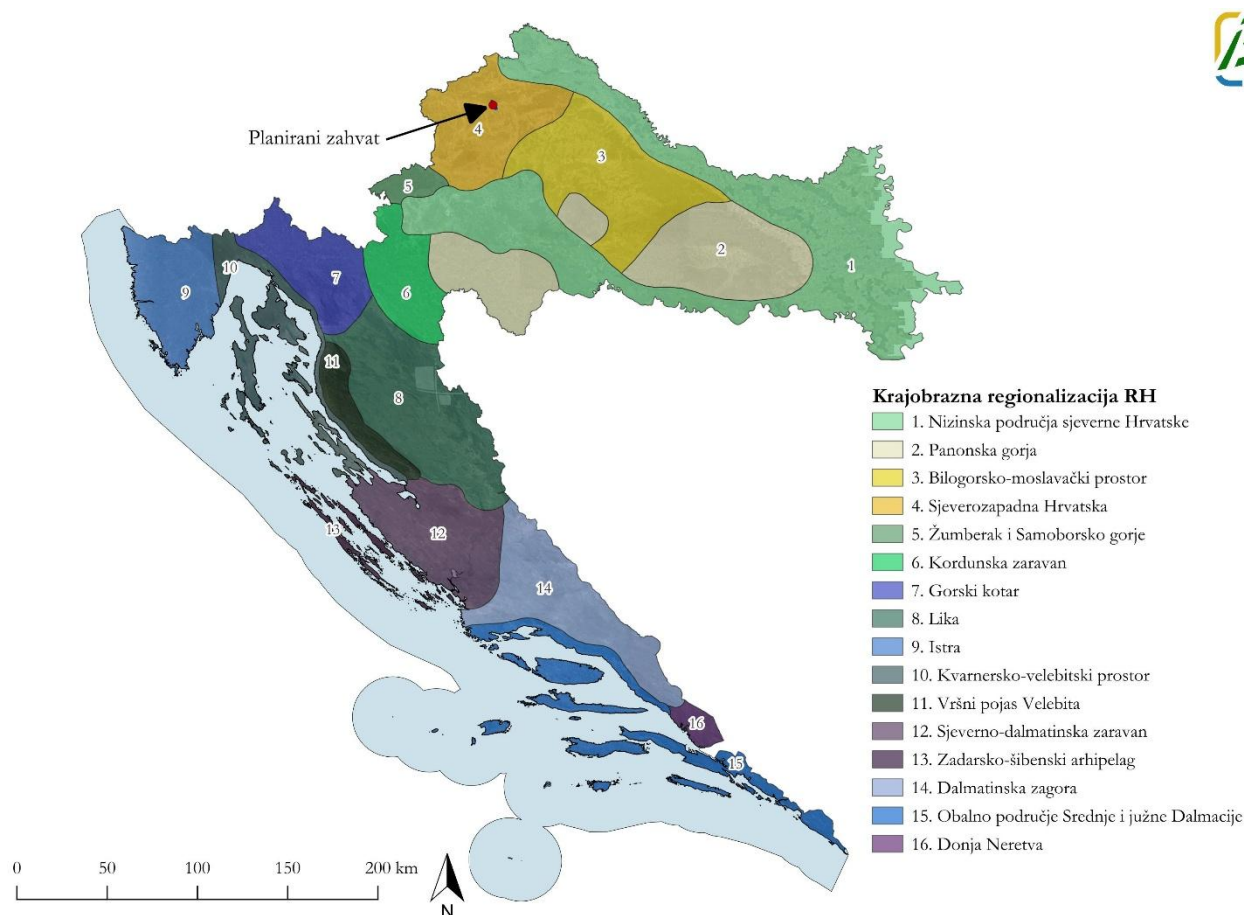 Planirani zahvat
4
3
5
2
1
10
7
9
6
11
8
12
13
14
16
15
Krajobrazna regionalizacija RH
1. Nizinska područja sjeverne Hrvatske
2. Panonska gorja
3. Bilogorsko-moslavački prostor
4. Sjeverozapadna Hrvatska
5. Žumberak i Samoborsko gorje
6. Kordunska zaravan
7. Gorski kotar
8. Lika
9. Istra
10. Kvarnersko-velebitski prostor
11. Vršni pojas Velebita
12. Sjeverno-dalmatinska zaravan
13. Zadarsko-šibenski arhipelag
14. Dalmatinska zagora
15. Obalno područje Srednje i južne Dalmacije
16. Donja Neretva
0 50 100 150 200 km
N